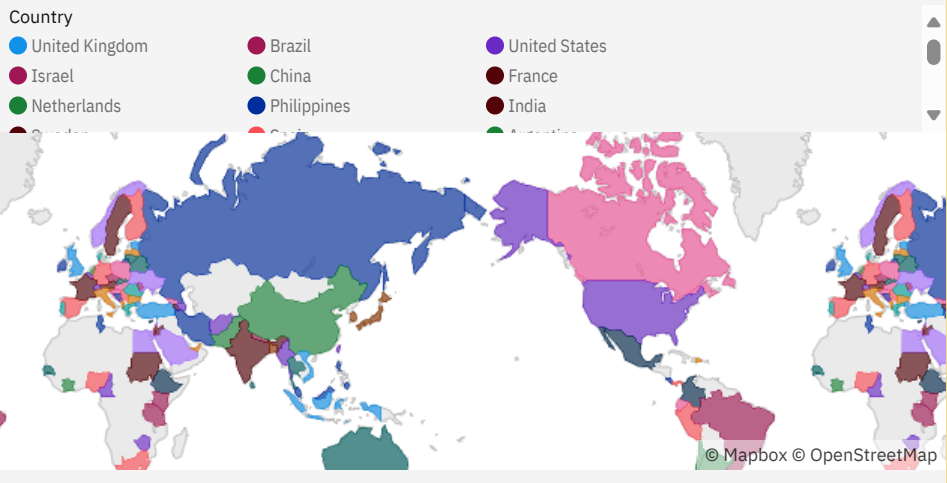 Country
United Kingdom Brazil United States
Israel China France
Netherlands Philippines India
© Mapbox © OpenStreetMap